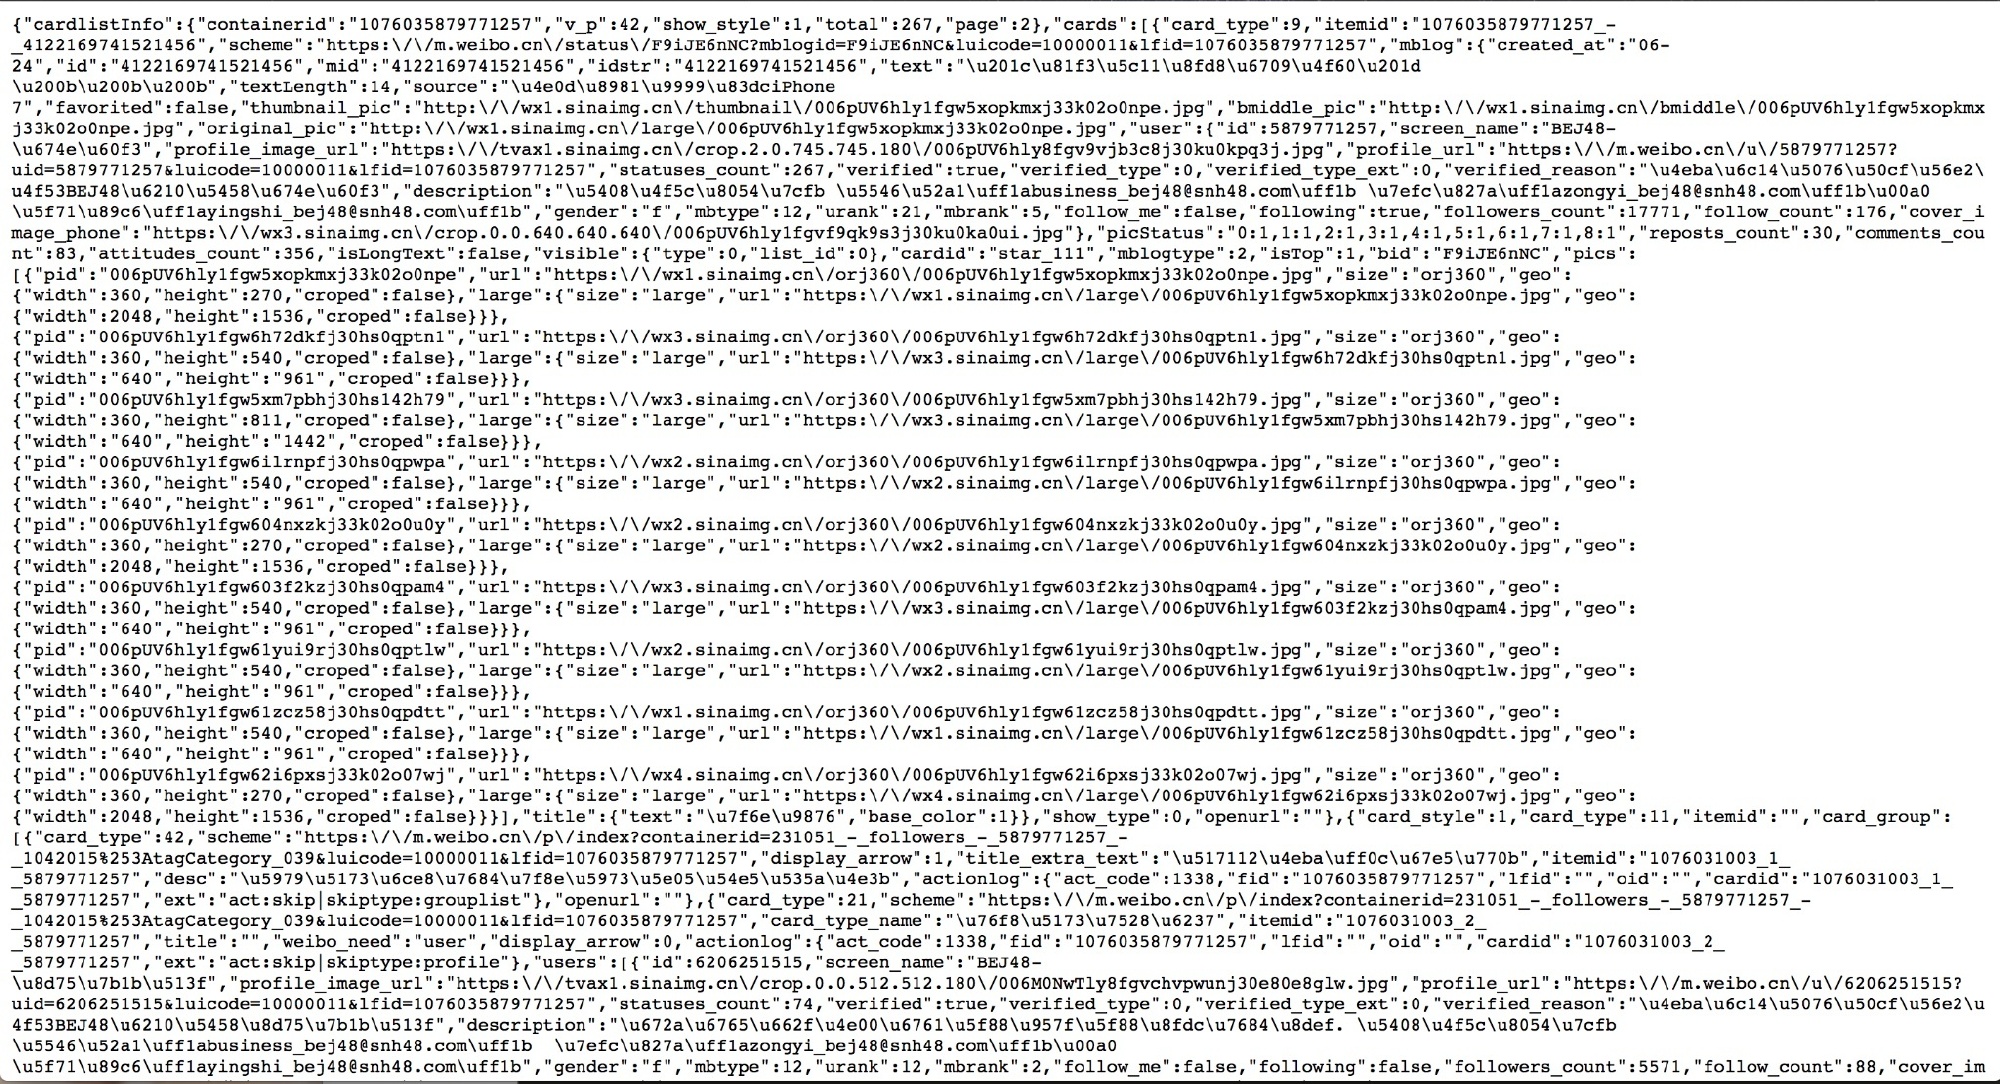 {"cardlistInfo":{"containerid":"1076035879771257","v_p":42,"show_style":1,"total":267,"page":2},"cards":[{"card_type":9,"itemid":"1076035879771257_-
_4122169741521456","scheme":"https:\/\/m.weibo.cn\/status\/F9iJE6nNC?mblogid=F9iJE6nNC&luicode=10000011&lfid=1076035879771257","mblog":{"created_at":"06-
24","id":"4122169741521456","mid":"4122169741521456","idstr":"4122169741521456","text":"\u201c\u81f3\u5c11\u8fd8\u6709\u4f60\u201d
\u200b\u200b\u200b","textLength":14,"source":"\u4e0d\u8981\u9999\u83dciPhone
7","favorited":false,"thumbnail_pic":"http:\/\/wx1.sinaimg.cn\/thumbnail\/006pUV6hly1fgw5xopkmxj33k02o0npe.jpg","bmiddle_pic":"http:\/\/wx1.sinaimg.cn\/bmiddle\/006pUV6hly1fgw5xopkmx
j33k02o0npe.jpg","original_pic":"http:\/\/wx1.sinaimg.cn\/large\/006pUV6hly1fgw5xopkmxj33k02o0npe.jpg","user":{"id":5879771257,"screen_name":"BEJ48-
\u674e\u60f3","profile_image_url":"https:\/\/tvax1.sinaimg.cn\/crop.2.0.745.745.180\/006pUV6hly8fgv9vjb3c8j30ku0kpq3j.jpg","profile_url":"https:\/\/m.weibo.cn\/u\/5879771257?
uid=5879771257&luicode=10000011&lfid=1076035879771257","statuses_count":267,"verified":true,"verified_type":0,"verified_type_ext":0,"verified_reason":"\u4eba\u6c14\u5076\u50cf\u56e2\
u4f53BEJ48\u6210\u5458\u674e\u60f3","description":"\u5408\u4f5c\u8054\u7cfb \u5546\u52a1\uff1abusiness_bej48@snh48.com\uff1b \u7efc\u827a\uff1azongyi_bej48@snh48.com\uff1b\u00a0
\u5f71\u89c6\uff1ayingshi_bej48@snh48.com\uff1b","gender":"f","mbtype":12,"urank":21,"mbrank":5,"follow_me":false,"following":true,"followers_count":17771,"follow_count":176,"cover_i
mage_phone":"https:\/\/wx3.sinaimg.cn\/crop.0.0.640.640.640\/006pUV6hly1fgvf9qk9s3j30ku0ka0ui.jpg"},"picStatus":"0:1,1:1,2:1,3:1,4:1,5:1,6:1,7:1,8:1","reposts_count":30,"comments_cou
nt":83,"attitudes_count":356,"isLongText":false,"visible":{"type":0,"list_id":0},"cardid":"star_111","mblogtype":2,"isTop":1,"bid":"F9iJE6nNC","pics":
[{"pid":"006pUV6hly1fgw5xopkmxj33k02o0npe","url":"https:\/\/wx1.sinaimg.cn\/orj360\/006pUV6hly1fgw5xopkmxj33k02o0npe.jpg","size":"orj360","geo":
{"width":360,"height":270,"croped":false},"large":{"size":"large","url":"https:\/\/wx1.sinaimg.cn\/large\/006pUV6hly1fgw5xopkmxj33k02o0npe.jpg","geo":
{"width":2048,"height":1536,"croped":false}}},
{"pid":"006pUV6hly1fgw6h72dkfj30hs0qptn1","url":"https:\/\/wx3.sinaimg.cn\/orj360\/006pUV6hly1fgw6h72dkfj30hs0qptn1.jpg","size":"orj360","geo":
{"width":360,"height":540,"croped":false},"large":{"size":"large","url":"https:\/\/wx3.sinaimg.cn\/large\/006pUV6hly1fgw6h72dkfj30hs0qptn1.jpg","geo":
{"width":"640","height":"961","croped":false}}},
{"pid":"006pUV6hly1fgw5xm7pbhj30hs142h79","url":"https:\/\/wx3.sinaimg.cn\/orj360\/006pUV6hly1fgw5xm7pbhj30hs142h79.jpg","size":"orj360","geo":
{"width":360,"height":811,"croped":false},"large":{"size":"large","url":"https:\/\/wx3.sinaimg.cn\/large\/006pUV6hly1fgw5xm7pbhj30hs142h79.jpg","geo":
{"width":"640","height":"1442","croped":false}}},
{"pid":"006pUV6hly1fgw6ilrnpfj30hs0qpwpa","url":"https:\/\/wx2.sinaimg.cn\/orj360\/006pUV6hly1fgw6ilrnpfj30hs0qpwpa.jpg","size":"orj360","geo":
{"width":360,"height":540,"croped":false},"large":{"size":"large","url":"https:\/\/wx2.sinaimg.cn\/large\/006pUV6hly1fgw6ilrnpfj30hs0qpwpa.jpg","geo":
{"width":"640","height":"961","croped":false}}},
{"pid":"006pUV6hly1fgw604nxzkj33k02o0u0y","url":"https:\/\/wx2.sinaimg.cn\/orj360\/006pUV6hly1fgw604nxzkj33k02o0u0y.jpg","size":"orj360","geo":
{"width":360,"height":270,"croped":false},"large":{"size":"large","url":"https:\/\/wx2.sinaimg.cn\/large\/006pUV6hly1fgw604nxzkj33k02o0u0y.jpg","geo":
{"width":2048,"height":1536,"croped":false}}},
{"pid":"006pUV6hly1fgw603f2kzj30hs0qpam4","url":"https:\/\/wx3.sinaimg.cn\/orj360\/006pUV6hly1fgw603f2kzj30hs0qpam4.jpg","size":"orj360","geo":
{"width":360,"height":540,"croped":false},"large":{"size":"large","url":"https:\/\/wx3.sinaimg.cn\/large\/006pUV6hly1fgw603f2kzj30hs0qpam4.jpg","geo":
{"width":"640","height":"961","croped":false}}},
{"pid":"006pUV6hly1fgw61yui9rj30hs0qptlw","url":"https:\/\/wx2.sinaimg.cn\/orj360\/006pUV6hly1fgw61yui9rj30hs0qptlw.jpg","size":"orj360","geo":
{"width":360,"height":540,"croped":false},"large":{"size":"large","url":"https:\/\/wx2.sinaimg.cn\/large\/006pUV6hly1fgw61yui9rj30hs0qptlw.jpg","geo":
{"width":"640","height":"961","croped":false}}},
{"pid":"006pUV6hly1fgw61zcz58j30hs0qpdtt","url":"https:\/\/wx1.sinaimg.cn\/orj360\/006pUV6hly1fgw61zcz58j30hs0qpdtt.jpg","size":"orj360","geo":
{"width":360,"height":540,"croped":false},"large":{"size":"large","url":"https:\/\/wx1.sinaimg.cn\/large\/006pUV6hly1fgw61zcz58j30hs0qpdtt.jpg","geo":
{"width":"640","height":"961","croped":false}}},
{"pid":"006pUV6hly1fgw62i6pxsj33k02o07wj","url":"https:\/\/wx4.sinaimg.cn\/orj360\/006pUV6hly1fgw62i6pxsj33k02o07wj.jpg","size":"orj360","geo":
{"width":360,"height":270,"croped":false},"large":{"size":"large","url":"https:\/\/wx4.sinaimg.cn\/large\/006pUV6hly1fgw62i6pxsj33k02o07wj.jpg","geo":
{"width":2048,"height":1536,"croped":false}}}],"title":{"text":"\u7f6e\u9876","base_color":1}},"show_type":0,"openurl":""},{"card_style":1,"card_type":11,"itemid":"","card_group":
[{"card_type":42,"scheme":"https:\/\/m.weibo.cn\/p\/index?containerid=231051_-_followers_-_5879771257_-
_1042015%253AtagCategory_039&luicode=10000011&lfid=1076035879771257","display_arrow":1,"title_extra_text":"\u517112\u4eba\uff0c\u67e5\u770b","itemid":"1076031003_1_
_5879771257","desc":"\u5979\u5173\u6ce8\u7684\u7f8e\u5973\u5e05\u54e5\u535a\u4e3b","actionlog":{"act_code":1338,"fid":"1076035879771257","lfid":"","oid":"","cardid":"1076031003_1_
_5879771257","ext":"act:skip|skiptype:grouplist"},"openurl":""},{"card_type":21,"scheme":"https:\/\/m.weibo.cn\/p\/index?containerid=231051_-_followers_-_5879771257_-
_1042015%253AtagCategory_039&luicode=10000011&lfid=1076035879771257","card_type_name":"\u76f8\u5173\u7528\u6237","itemid":"1076031003_2_
_5879771257","title":"","weibo_need":"user","display_arrow":0,"actionlog":{"act_code":1338,"fid":"1076035879771257","lfid":"","oid":"","cardid":"1076031003_2_
_5879771257","ext":"act:skip|skiptype:profile"},"users":[{"id":6206251515,"screen_name":"BEJ48-
\u8d75\u7b1b\u513f","profile_image_url":"https:\/\/tvax1.sinaimg.cn\/crop.0.0.512.512.180\/006M0NwTly8fgvchvpwunj30e80e8glw.jpg","profile_url":"https:\/\/m.weibo.cn\/u\/6206251515?
uid=6206251515&luicode=10000011&lfid=1076035879771257","statuses_count":74,"verified":true,"verified_type":0,"verified_type_ext":0,"verified_reason":"\u4eba\u6c14\u5076\u50cf\u56e2\u
4f53BEJ48\u6210\u5458\u8d75\u7b1b\u513f","description":"\u672a\u6765\u662f\u4e00\u6761\u5f88\u957f\u5f88\u8fdc\u7684\u8def. \u5408\u4f5c\u8054\u7cfb
\u5546\u52a1\uff1abusiness_bej48@snh48.com\uff1b  \u7efc\u827a\uff1azongyi_bej48@snh48.com\uff1b\u00a0
\u5f71\u89c6\uff1ayingshi_bej48@snh48.com\uff1b","gender":"f","mbtype":12,"urank":12,"mbrank":2,"follow_me":false,"following":false,"followers_count":5571,"follow_count":88,"cover_im